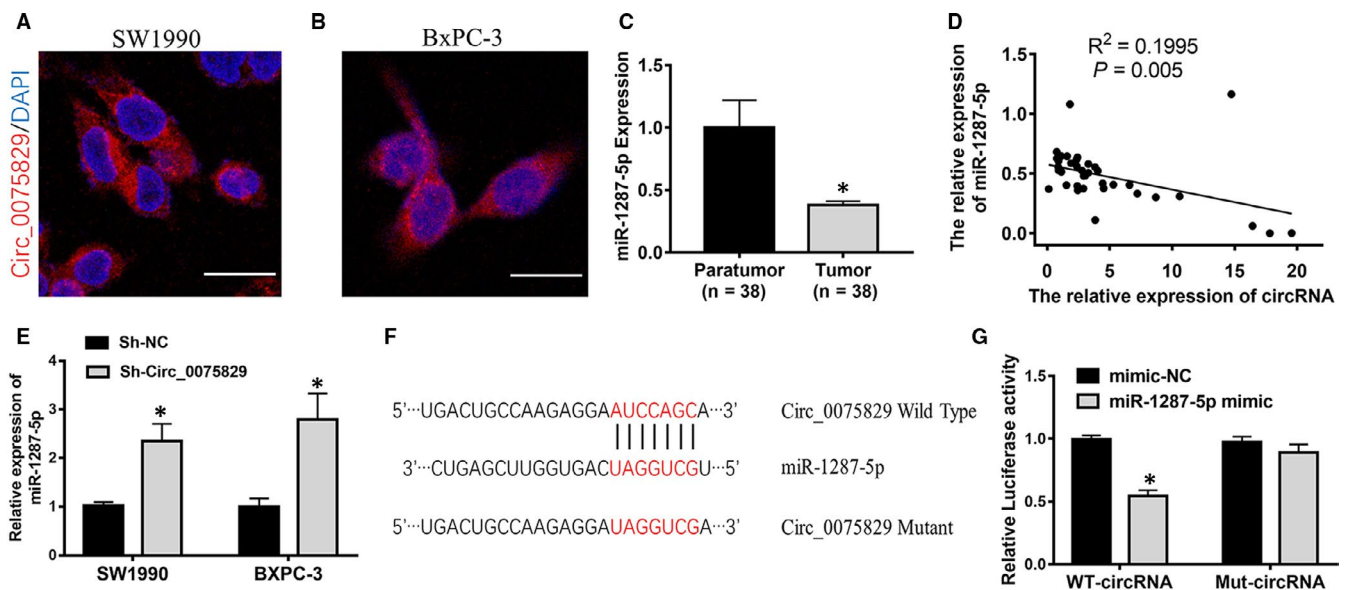 A
SW1990
Circ_0075829/DAPI
B
BxPC-3
C
miR-1287-5p Expression
1.5
1.0
0.5
0.0
*
Paratumor
(n = 38)
Tumor
(n = 38)
D
R2 = 0.1995
P = 0.005
The relative expression
of miR-1287-5p
1.5
1.0
0.5
0.0
0 5 10 15 20
The relative expression of circRNA
E
Sh-NC
Sh-Circ_0075829
Relative expression of
miR-1287-5p
4
3
2
1
0
*
*
SW1990 BXPC-3
F
5'···UGACUGCCAAGAGGAAUCCAGCA···3' Circ_0075829 Wild Type
3'···CUGAGCUUGGUGACUAGGUCGU···5' miR-1287-5p
5'···UGACUGCCAAGAGGAUAGGUCGA···3' Circ_0075829 Mutant
G
mimic-NC
miR-1287-5p mimic
Relative Luciferase activity
1.5
1.0
0.5
0.0
*
WT-circRNA Mut-circRNA